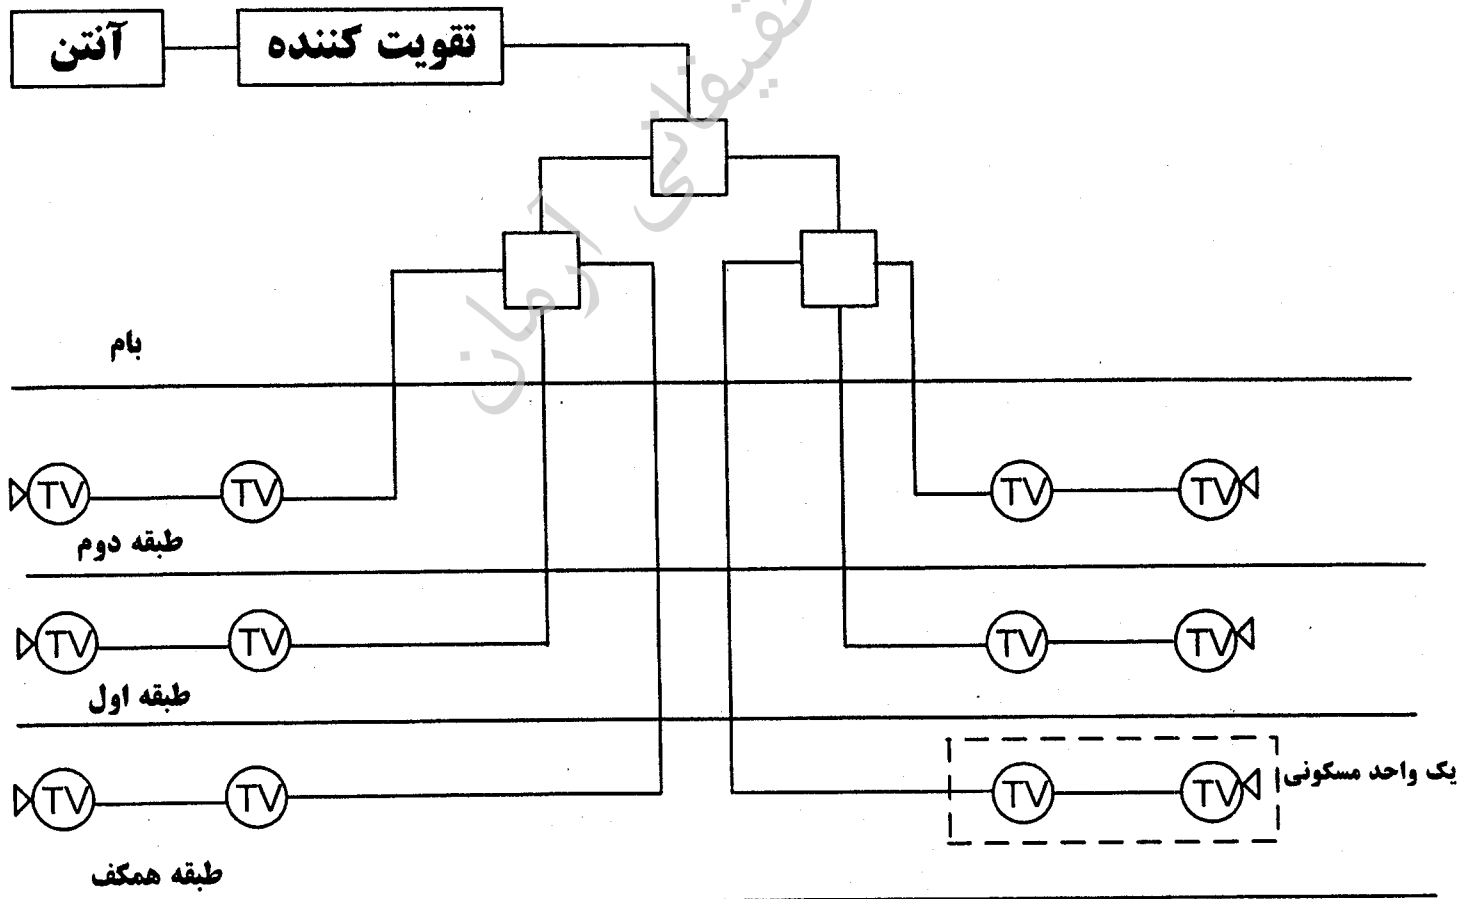 آنتن
تقویت کننده
بام
TV TV TV TV
طبقه دوم
TV TV TV TV
طبقه اول
TV TV TV TV
یک واحد مسکونی
طبقه همکف
آرمان